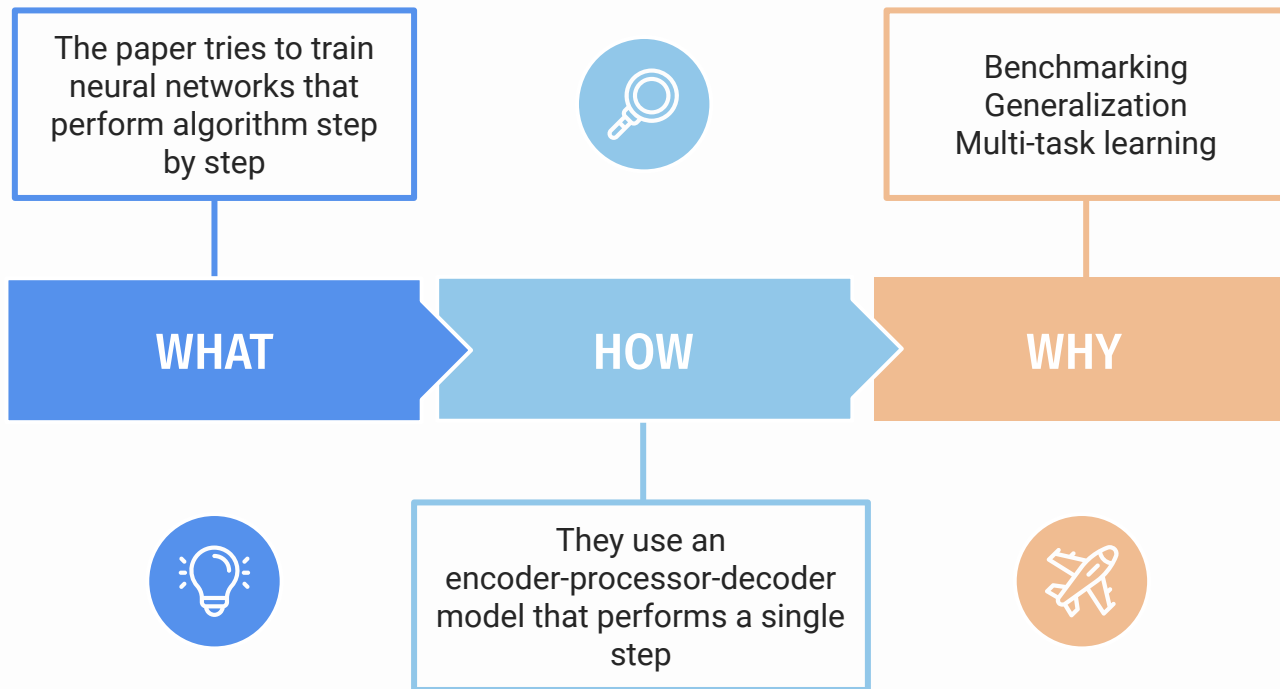 The paper tries to train
neural networks that
perform algorithm step
by step
Benchmarking
Generalization
Multi-task learning
WHAT
HOW
WHY
They use an
encoder-processor-decoder
model that performs a single
step